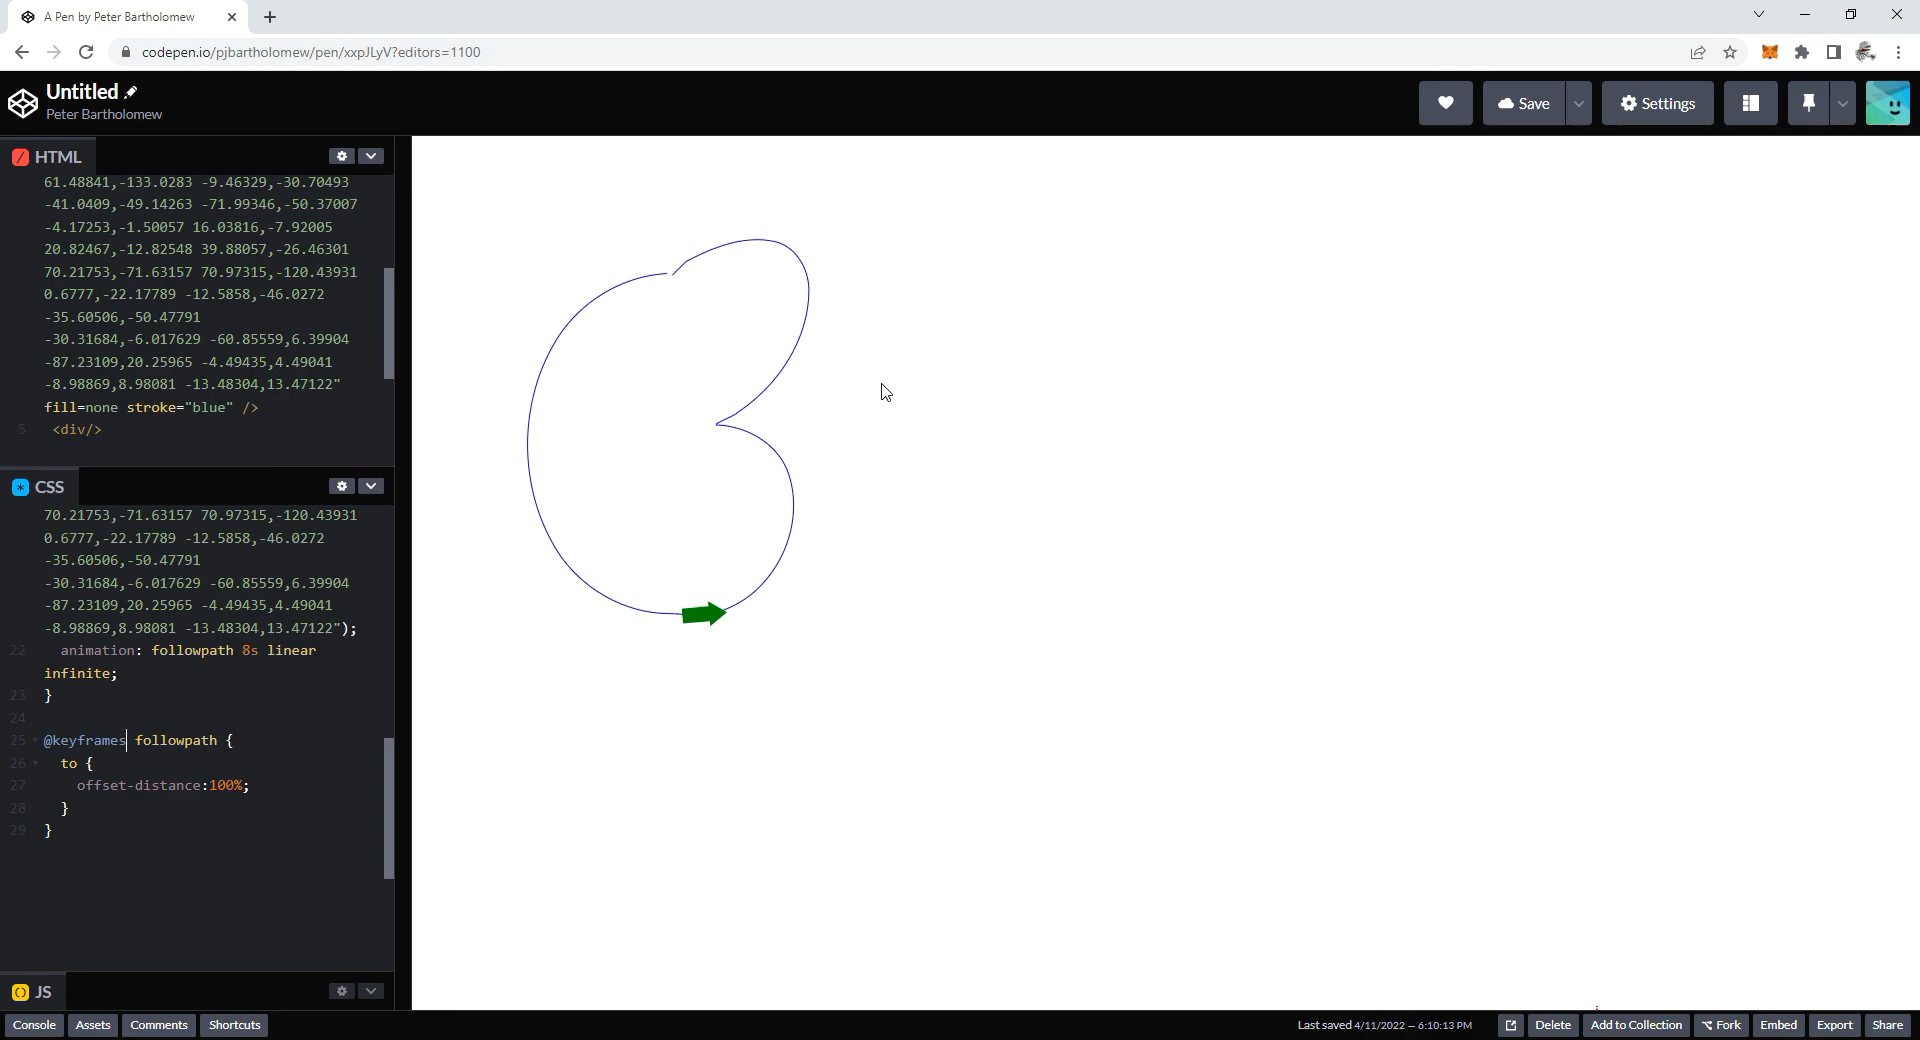 A Pen by Peter Bartholomew
codepen.io/pjbartholomew/pen/xxpJLyV?editors=1100
Untitled
Peter Bartholomew
Save
Settings
HTML
61.48841,-133.0283 -9.46329,-30.70493
-41.0409,-49.14263 -71.99346,-50.37007
-4.17253,-1.50057 16.03816,-7.92005
20.82467,-12.82548 39.88057,-26.46301
70.21753,-71.63157 70.97315,-120.43931
0.6777,-22.17789 -12.5858,-46.0272
-35.60506,-50.47791
-30.31684,-6.017629 -60.85559,6.39904
-87.23109,20.25965 -4.49435,4.49041
-8.98869,8.98081 -13.48304,13.47122"
fill=none stroke="blue" />
5 <div/>
CSS
70.21753,-71.63157 70.97315,-120.43931
0.6777,-22.17789 -12.5858,-46.0272
-35.60506,-50.47791
-30.31684,-6.017629 -60.85559,6.39904
-87.23109,20.25965 -4.49435,4.49041
-8.98869,8.98081 -13.48304,13.47122");
22 animation: followpath 8s linear
infinite;
23 }
24
25 @keyframes followpath {
26 to {
27 offset-distance:100%;
28 }
29 }
JS
Console Assets Comments Shortcuts
Last saved 4/11/2022 — 6:10:13 PM
Delete Add to Collection Fork Embed Export Share